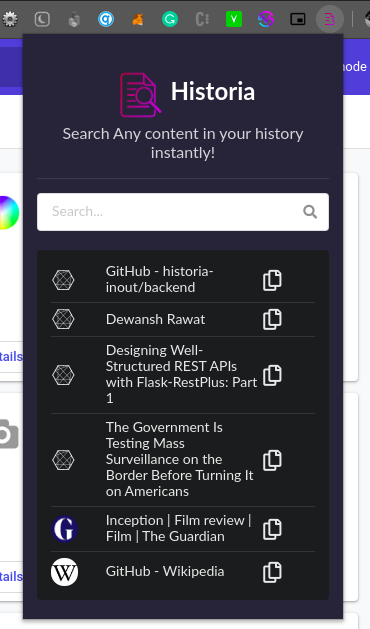 node
Historia
Search Any content in your history
instantly!
Search...
GitHub - historia-
inout/backend
Dewansh Rawat
Designing Well-
Structured REST APIs
with Flask-RestPlus: Part
1
The Government Is
Testing Mass
Surveillance on the
Border Before Turning It
on Americans
Inception | Film review |
Film | The Guardian
GitHub - Wikipedia
tails
tails